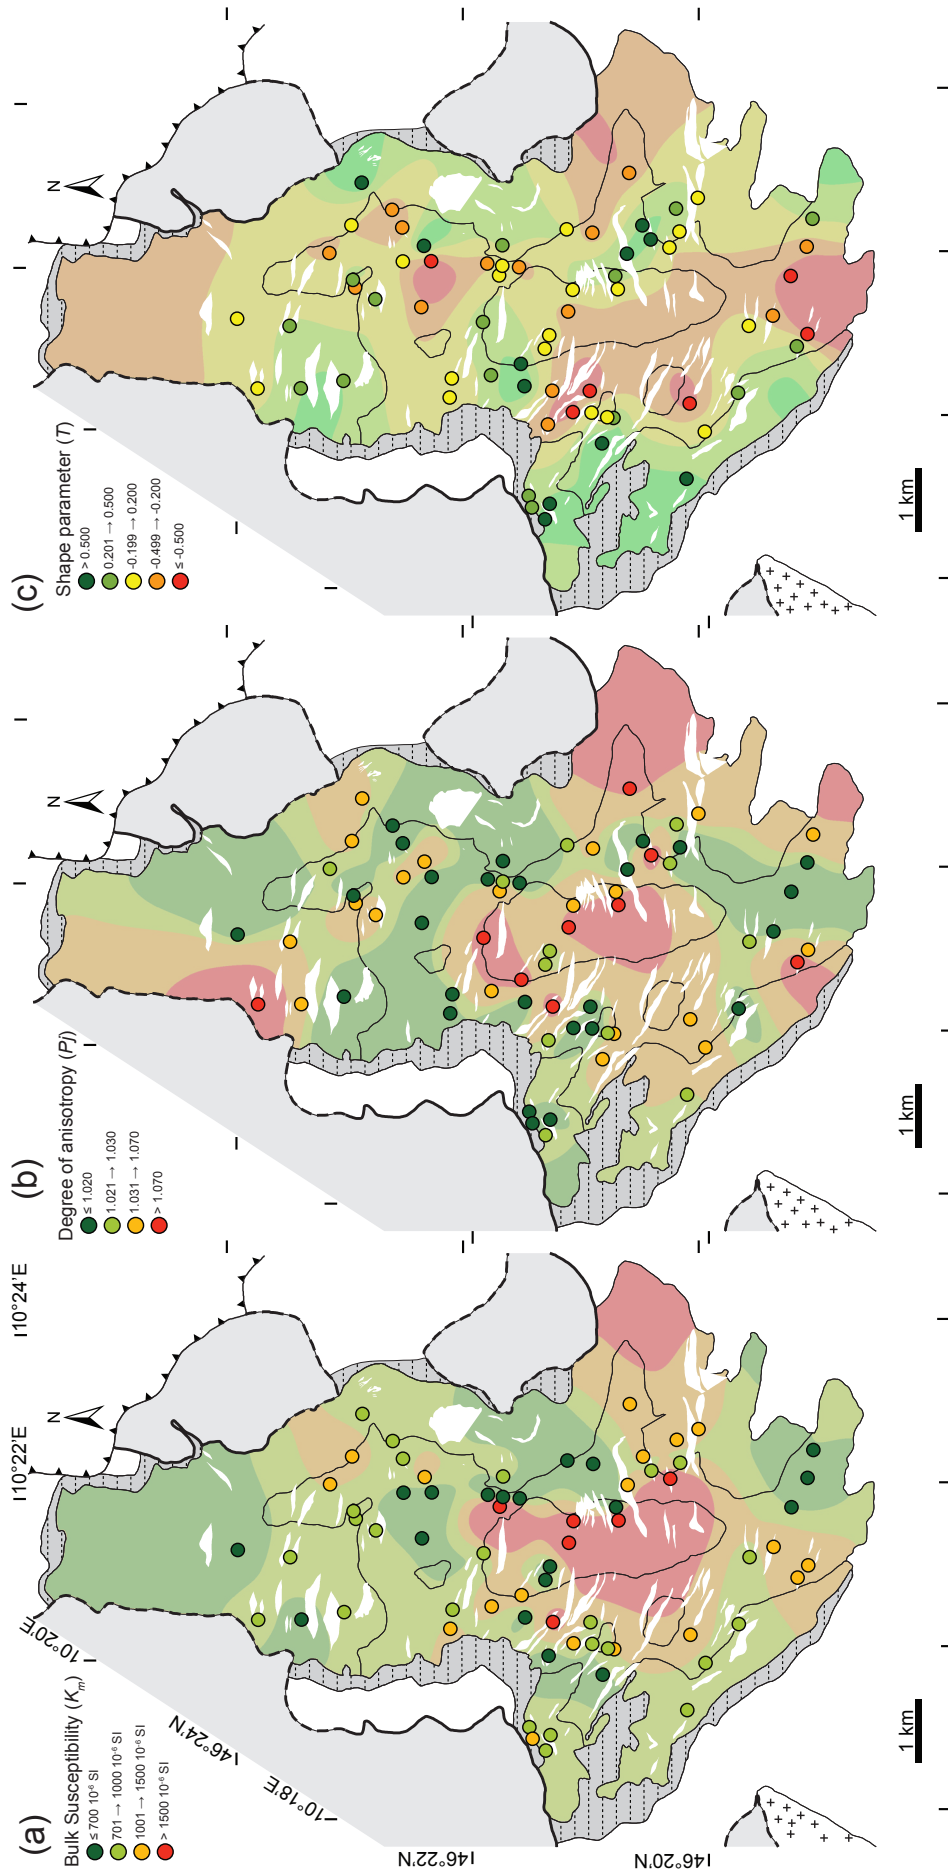 (a)
Bulk Susceptibility (Km)
≤ 700 10⁻⁶ SI
701 → 1000 10⁻⁶ SI
1001 → 1500 10⁻⁶ SI
> 1500 10⁻⁶ SI
N
10°18'E
10°20'E
10°22'E
10°24'E
46°24'N
46°22'N
46°20'N
1 km
(b)
Degree of anisotropy (Pj)
≤ 1.020
1.021 → 1.030
1.031 → 1.070
> 1.070
N
1 km
(c)
Shape parameter (T)
> 0.500
0.201 → 0.500
-0.199 → 0.200
-0.499 → -0.200
≤ -0.500
N
1 km